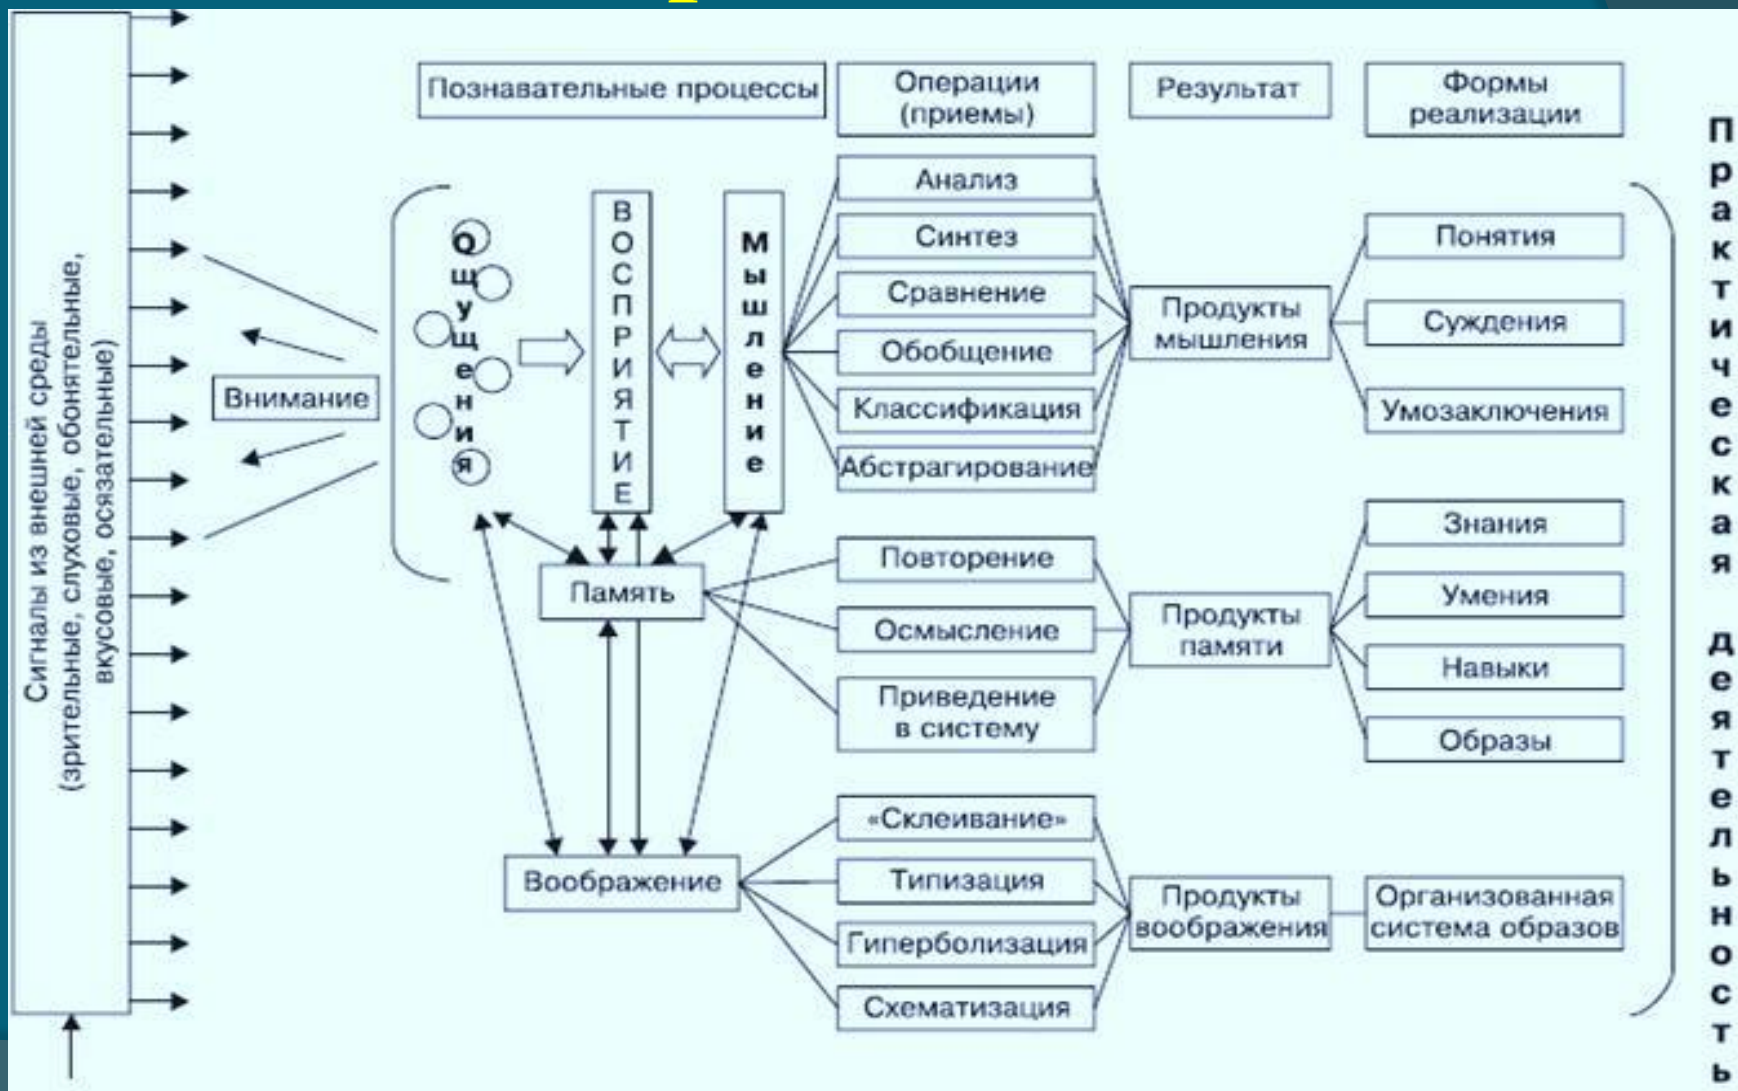 Сигналы из внешней среды
(зрительные, слуховые, обонятельные,
вкусовые, осязательные)
Познавательные процессы
Операции
(приемы)
Результат
Формы
реализации
Внимание
Ощущения
ВОСПРИЯТИЕ
Мышление
Анализ
Синтез
Сравнение
Обобщение
Классификация
Абстрагирование
Продукты
мышления
Понятия
Суждения
Умозаключения
Память
Повторение
Осмысление
Приведение
в систему
Продукты
памяти
Знания
Умения
Навыки
Образы
Воображение
«Склеивание»
Типизация
Гиперболизация
Схематизация
Продукты
воображения
Организованная
система образов
Практическая деятельность